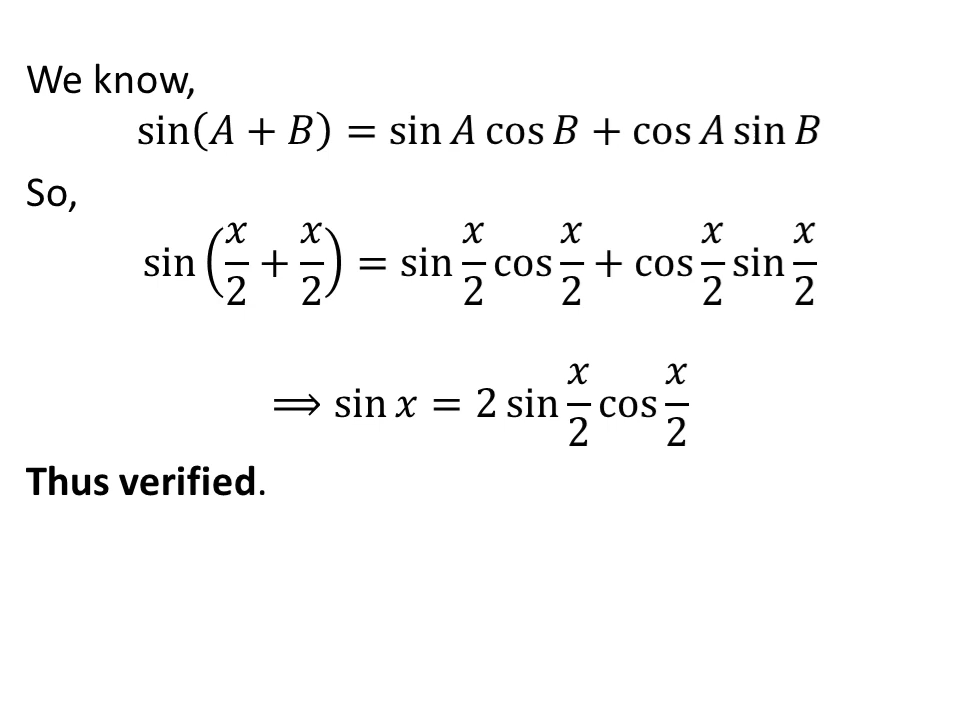 We know,
sin(𝐴 + 𝐵) = sin 𝐴 cos 𝐵 + cos 𝐴 sin 𝐵
So,
sin (𝑥/2 + 𝑥/2) = sin 𝑥/2 cos 𝑥/2 + cos 𝑥/2 sin 𝑥/2
⟹ sin 𝑥 = 2 sin 𝑥/2 cos 𝑥/2
Thus verified.